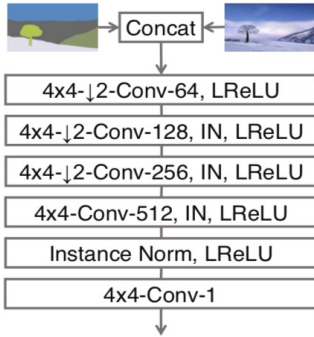 Concat
4x4-↓2-Conv-64, LReLU
4x4-↓2-Conv-128, IN, LReLU
4x4-↓2-Conv-256, IN, LReLU
4x4-Conv-512, IN, LReLU
Instance Norm, LReLU
4x4-Conv-1